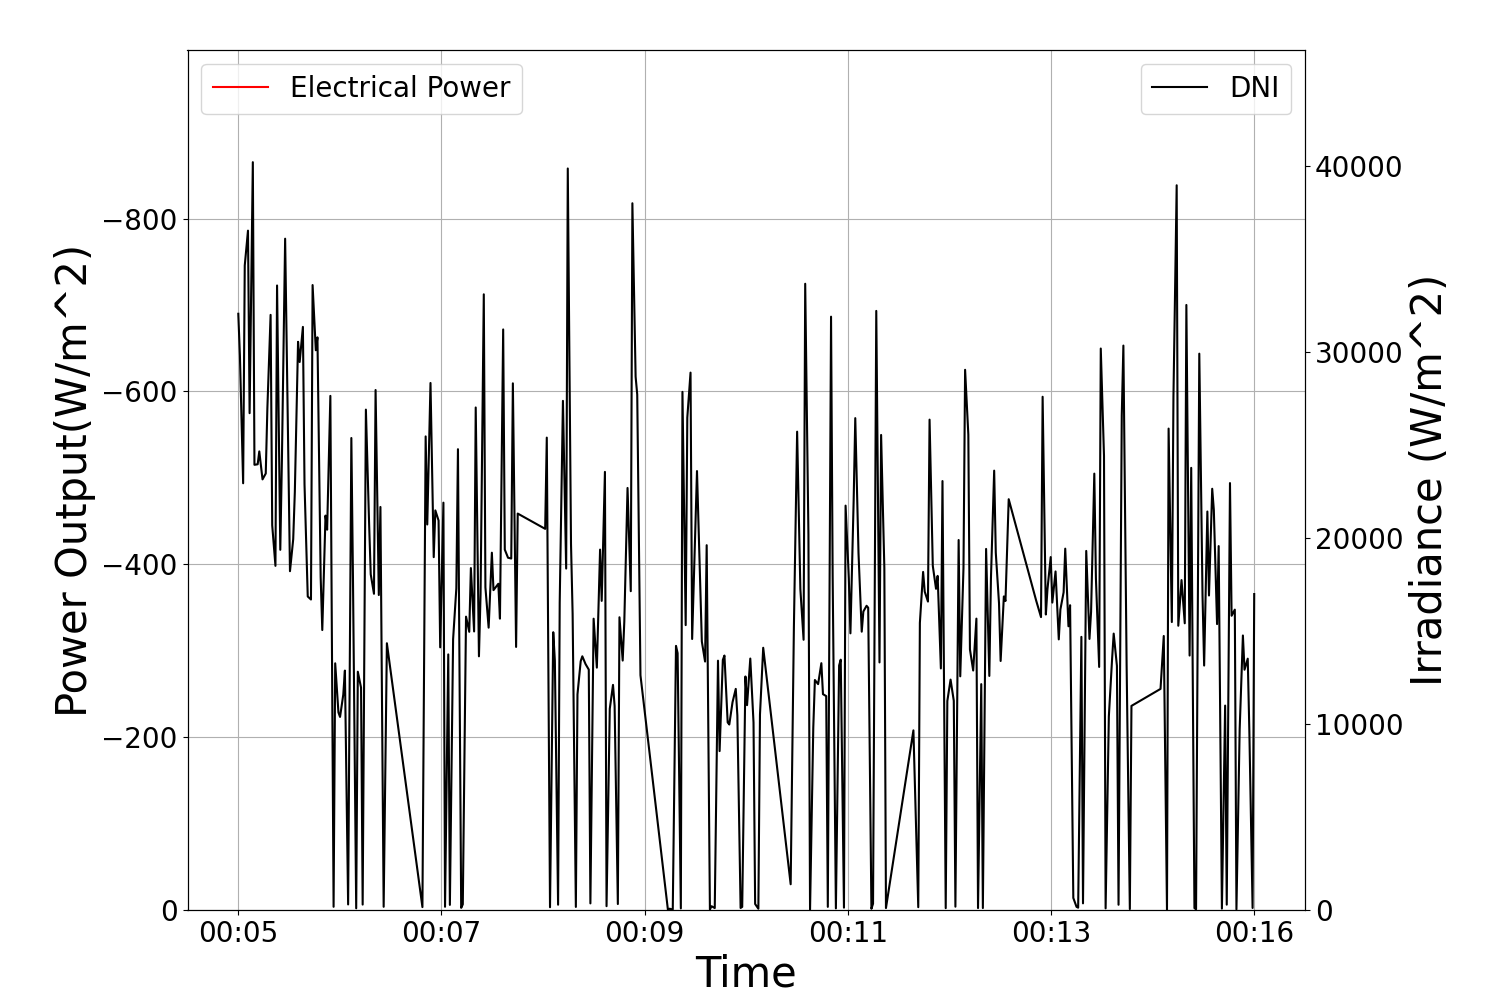 Electrical Power
DNI
Power Output(W/m^2)
−800
−600
−400
−200
0
40000
30000
20000
10000
0
Irradiance (W/m^2)
00:05 00:07 00:09 00:11 00:13 00:16
Time